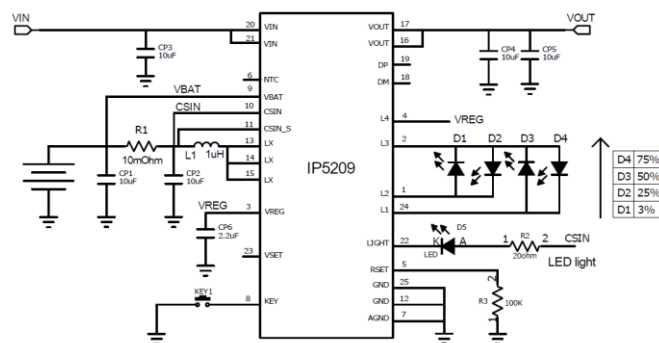 VIN
20
VIN
21
VIN
CP3
10uF
6
NTC
VBAT
9
VBAT
CSIN
10
CSIN
11
CSIN_S
R1
10mOhm
L1
1uH
13
LX
14
LX
15
LX
CP1
10uF
CP2
10uF
VREG
3
VREG
CP6
2.2uF
23
VSET
KEY1
8
KEY
IP5209
VOUT
17
VOUT
VOUT
16
CP4
10uF
CP5
10uF
DP
19
DM
18
L4
4
VREG
L3
2
D1
D2
D3
D4
L2
1
L1
24
D4 75%
D3 50%
D2 25%
D1 3%
LIGHT
22
K
A
D5
LED
1
R2
2
20ohm
CSIN
LED light
RSET
5
GND
25
GND
12
AGND
7
2
R3
100K
1